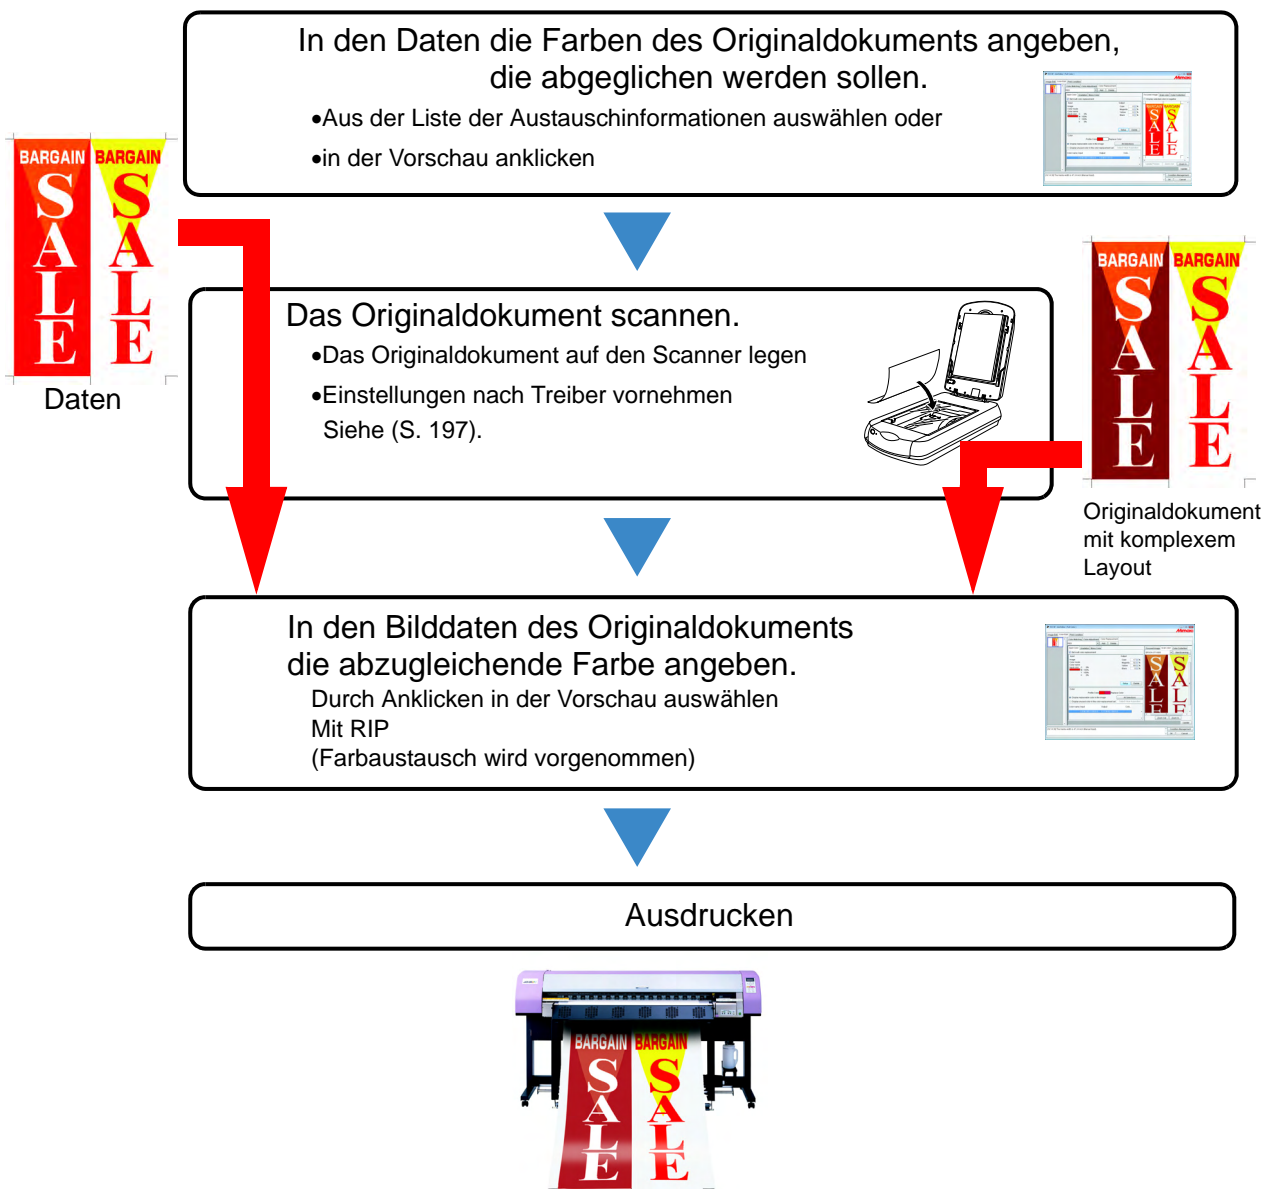 In den Daten die Farben des Originaldokuments angeben,
die abgeglichen werden sollen.
•Aus der Liste der Austauschinformationen auswählen oder
•in der Vorschau anklicken
BARGAIN BARGAIN
SALE SALE
Daten
Das Originaldokument scannen.
•Das Originaldokument auf den Scanner legen
•Einstellungen nach Treiber vornehmen
Siehe (S. 197).
BARGAIN BARGAIN
SALE SALE
Originaldokument
mit komplexem
Layout
In den Bilddaten des Originaldokuments
die abzugleichende Farbe angeben.
Durch Anklicken in der Vorschau auswählen
Mit RIP
(Farbaustausch wird vorgenommen)
Ausdrucken
BARGAIN BARGAIN
SALE SALE